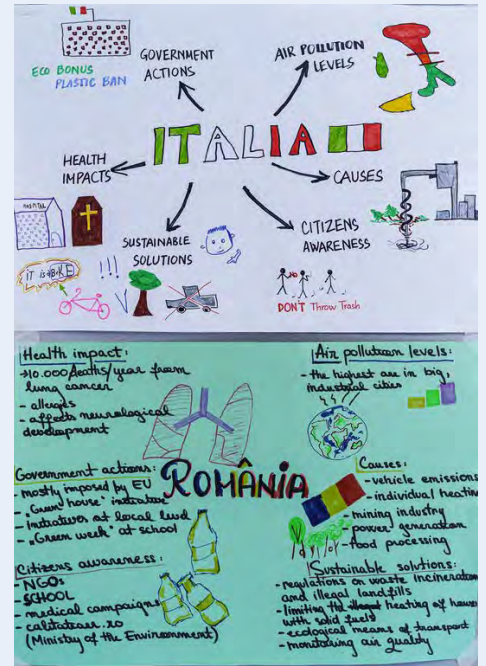 GOVERNMENT
ACTIONS
ECO BONUS
PLASTIC BAN
AIR POLLUTION
LEVELS
ITALIA
HEALTH
IMPACTS
CAUSES
HOSPITAL
SUSTAINABLE
SOLUTIONS
CITIZENS
AWARENESS
!!!
DON'T Throw Trash
Health impact:
→10.000 deaths/year from
lung cancer
- allergies
- affects neurological
development
Air pollution levels:
- the highest are in big,
industrial cities
Government actions:
- mostly imposed by EU
- "Green house" initiative
- Initiatives at local level
- "Green week" at school
ROMÂNIA
Causes:
- vehicle emissions
- individual heating
- mining industry
- power generation
- food processing
Citizens awareness:
- NGOs
- SCHOOL
- medical campaigns
- calitateaer.ro
(Ministry of the Environment)
Sustainable solutions:
- regulations on waste incineration
and illegal landfills
- limiting the heating of houses
with solid fuels
- ecological means of transport
- monitoring air quality